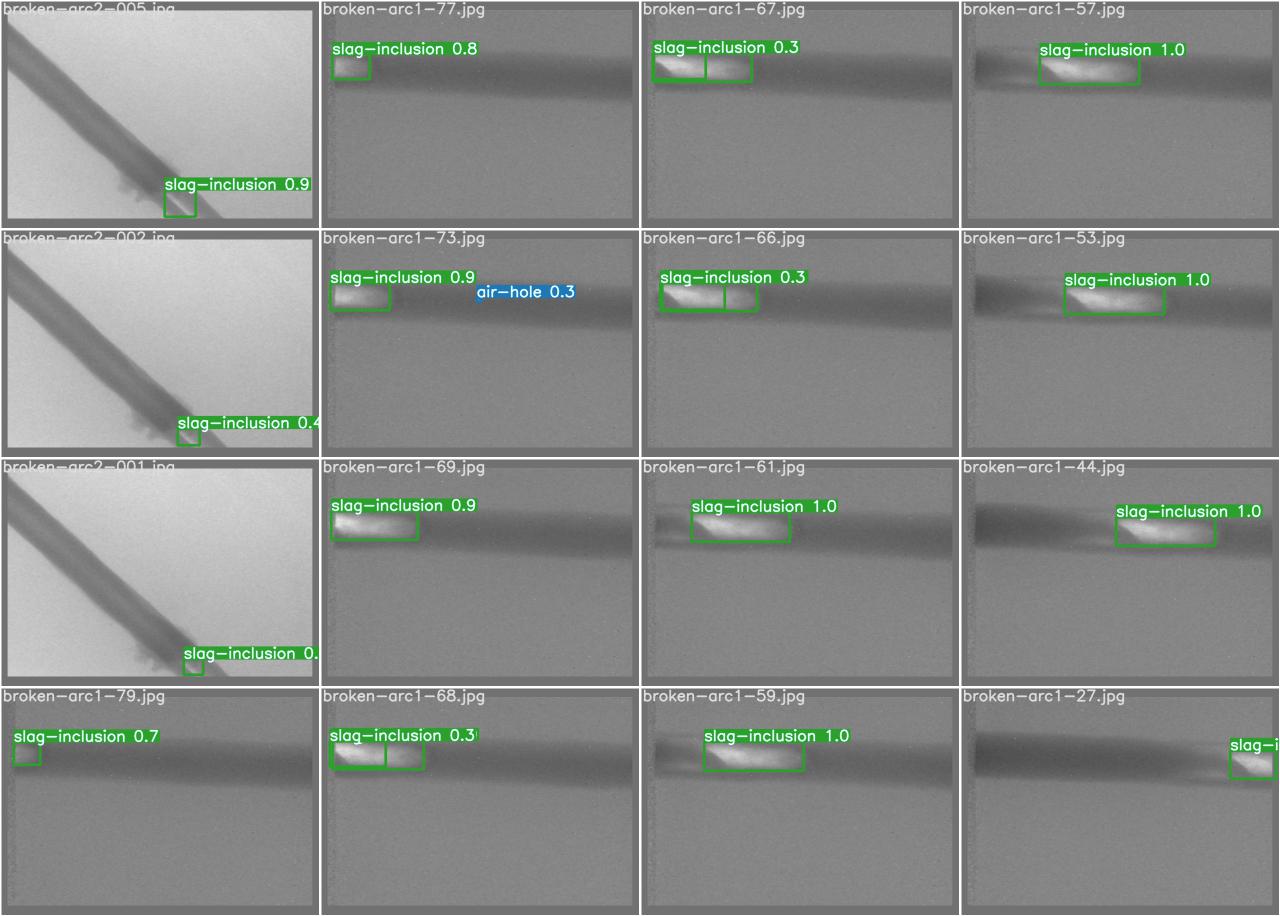 broken-arc2-005.jpg
slag-inclusion 0.9
broken-arc1-77.jpg
slag-inclusion 0.8
broken-arc1-67.jpg
slag-inclusion 0.3
broken-arc1-57.jpg
slag-inclusion 1.0
broken-arc2-002.jpg
slag-inclusion 0.4
broken-arc1-73.jpg
slag-inclusion 0.9
air-hole 0.3
broken-arc1-66.jpg
slag-inclusion 0.3
broken-arc1-53.jpg
slag-inclusion 1.0
broken-arc2-001.jpg
slag-inclusion 0.
broken-arc1-69.jpg
slag-inclusion 0.9
broken-arc1-61.jpg
slag-inclusion 1.0
broken-arc1-44.jpg
slag-inclusion 1.0
broken-arc1-79.jpg
slag-inclusion 0.7
broken-arc1-68.jpg
slag-inclusion 0.3
broken-arc1-59.jpg
slag-inclusion 1.0
broken-arc1-27.jpg
slag-i